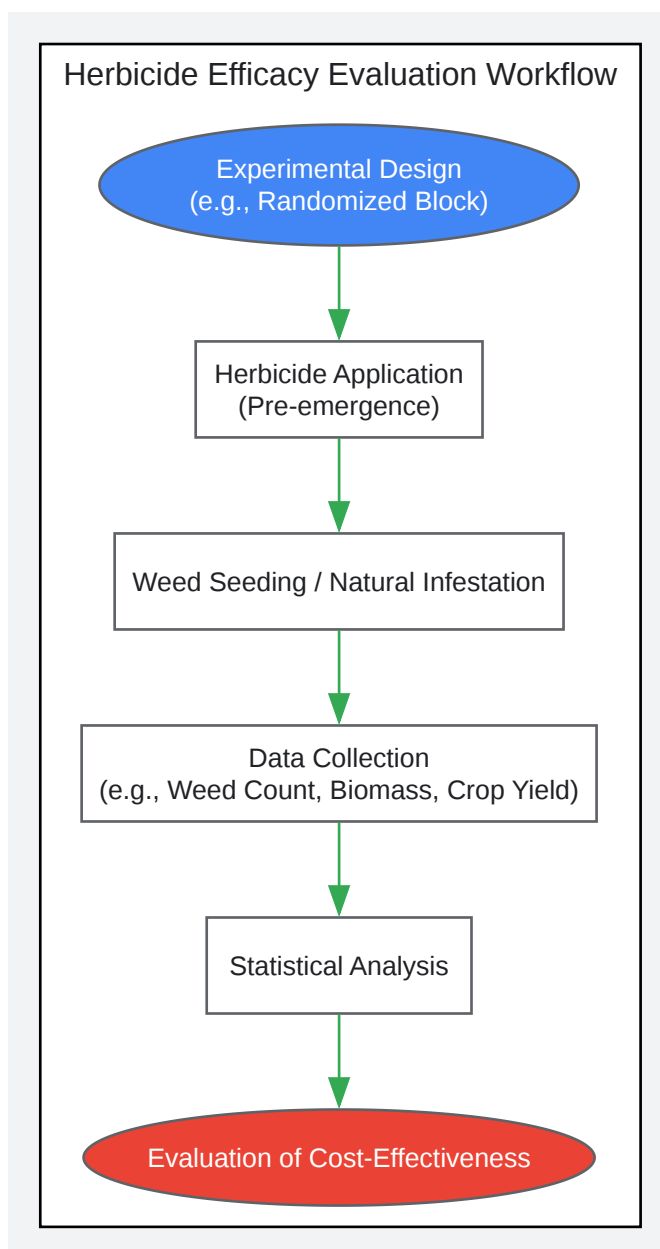 Herbicide Efficacy Evaluation Workflow
Experimental Design
(e.g., Randomized Block)
Herbicide Application
(Pre-emergence)
Weed Seeding / Natural Infestation
Data Collection
(e.g., Weed Count, Biomass, Crop Yield)
Statistical Analysis
Evaluation of Cost-Effectiveness